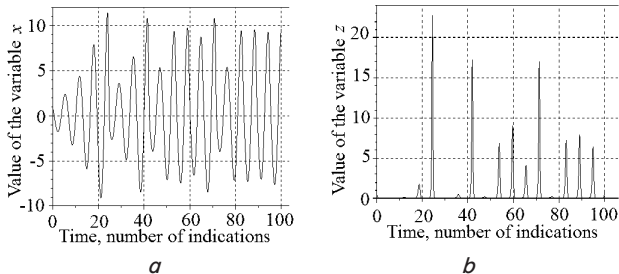 Value of the variable x
10
5
0
-5
-10
0 20 40 60 80 100
Time, number of indications
a
Value of the variable z
20
15
10
5
0
0 20 40 60 80 100
Time, number of indications
b